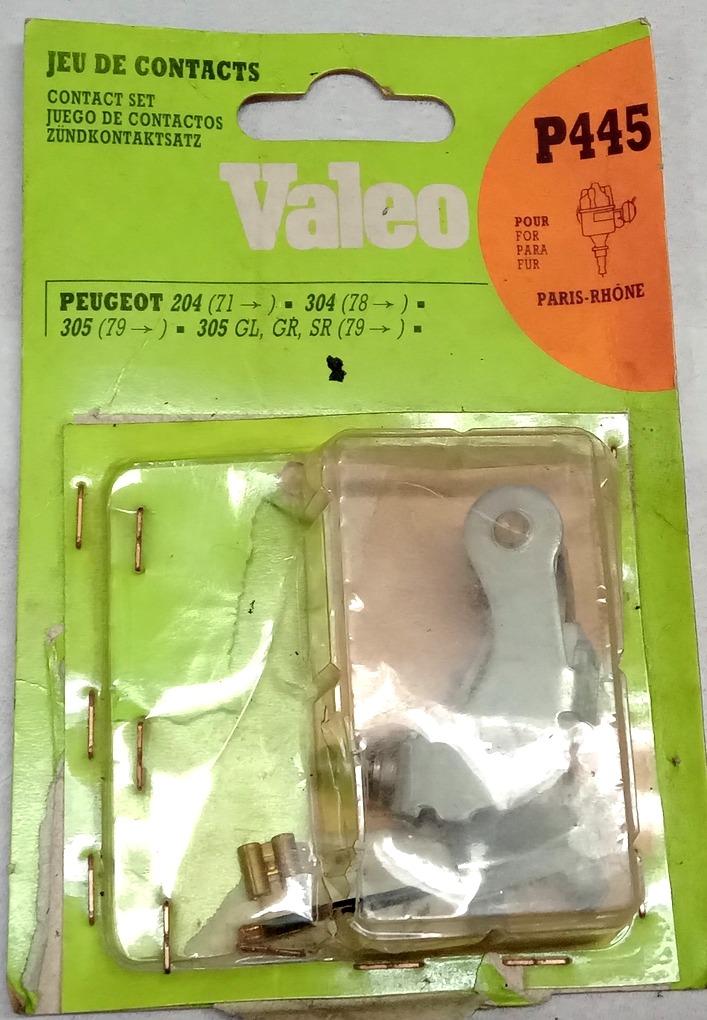 JEU DE CONTACTS
CONTACT SET
JUEGO DE CONTACTOS
ZÜNDKONTAKTSATZ
Valeo
P445
POUR
FOR
PARA
FÜR
PARIS-RHÔNE
PEUGEOT 204 (71 → ) ▪ 304 (78 → ) ▪
305 (79 → ) ▪ 305 GL, GR, SR (79 → ) ▪